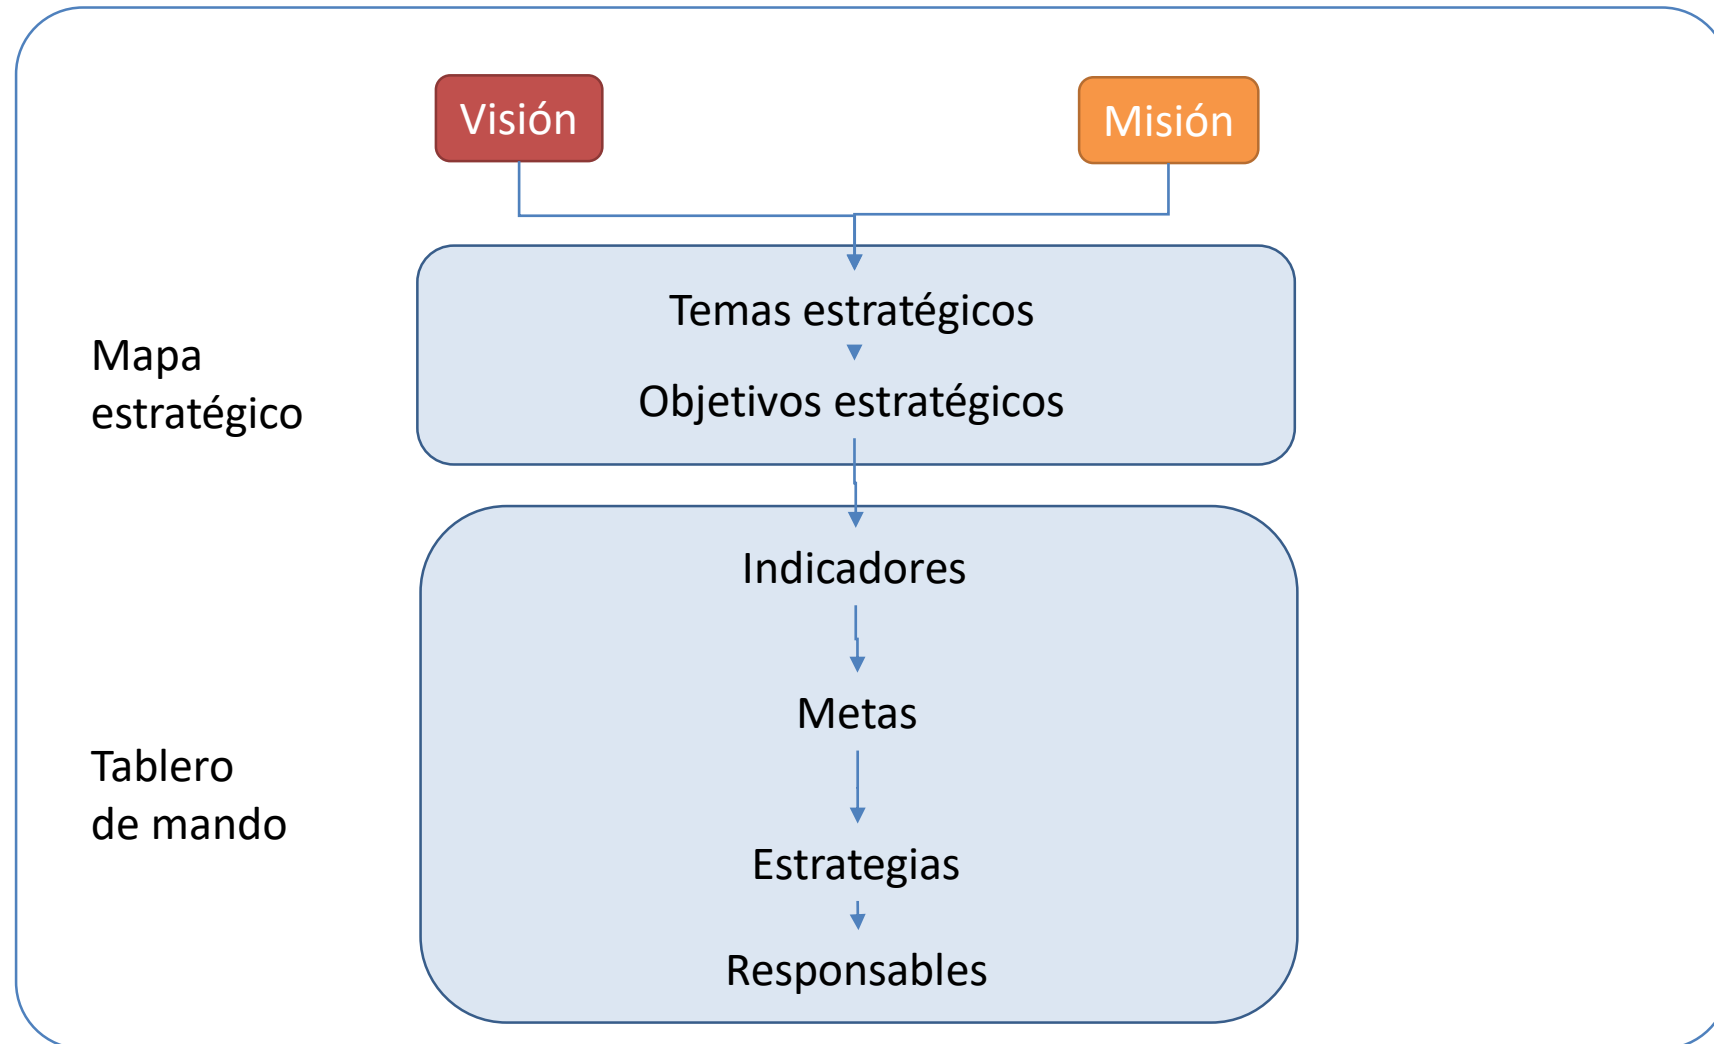 Visión
Misión
Mapa
estratégico
Temas estratégicos
Objetivos estratégicos
Tablero
de mando
Indicadores
Metas
Estrategias
Responsables